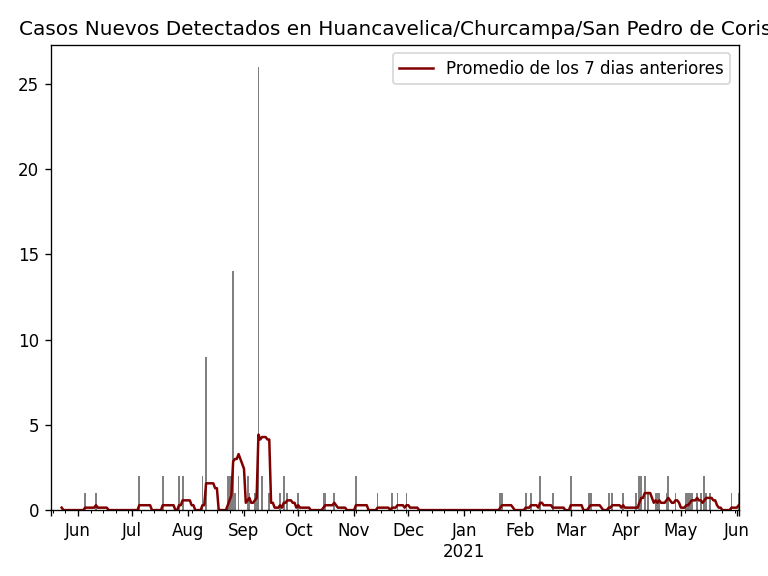 Casos Nuevos Detectados en Huancavelica/Churcampa/San Pedro de Coris
Promedio de los 7 dias anteriores
25
20
15
10
5
0
Jun Jul Aug Sep Oct Nov Dec Jan Feb Mar Apr May Jun
2021